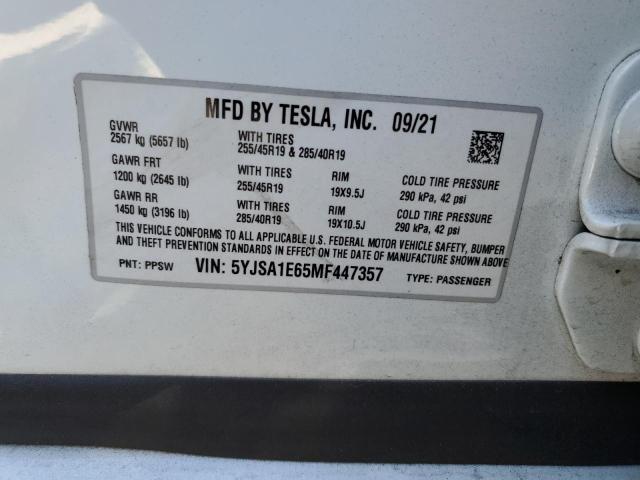 MFD BY TESLA, INC. 09/21
GVWR
2567 kg (5657 lb)
WITH TIRES
255/45R19 & 285/40R19
GAWR FRT
1200 kg (2645 lb)
WITH TIRES
255/45R19
RIM
19X9.5J
COLD TIRE PRESSURE
290 kPa, 42 psi
GAWR RR
1450 kg (3196 lb)
WITH TIRES
285/40R19
RIM
19X10.5J
COLD TIRE PRESSURE
290 kPa, 42 psi
THIS VEHICLE CONFORMS TO ALL APPLICABLE U.S. FEDERAL MOTOR VEHICLE SAFETY, BUMPER
AND THEFT PREVENTION STANDARDS IN EFFECT ON THE DATE OF MANUFACTURE SHOWN ABOVE
PNT: PPSW VIN: 5YJSA1E65MF447357 TYPE: PASSENGER